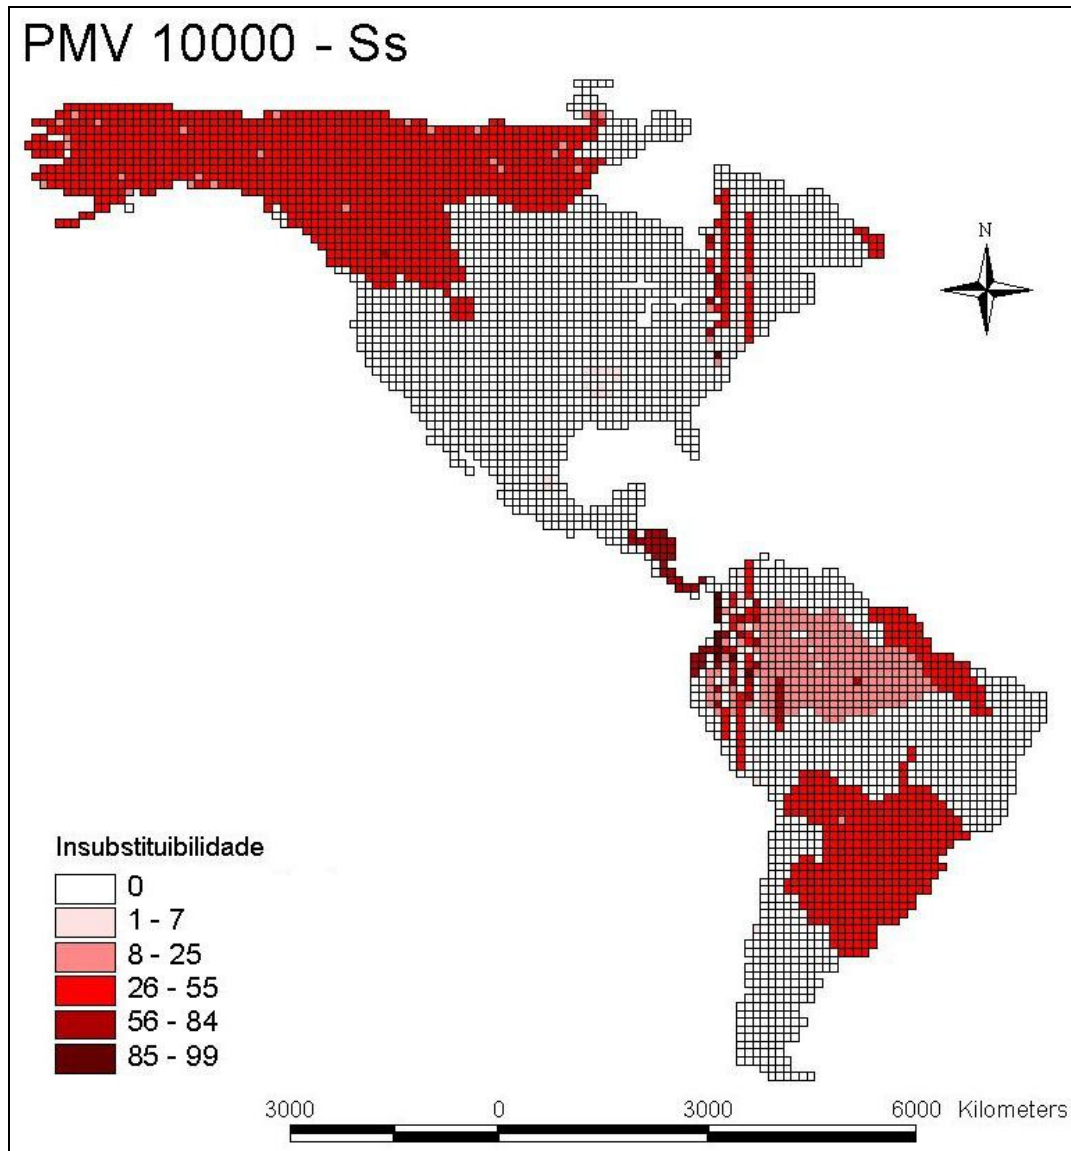 PMV 10000 - Ss
N
Insubstituibilidade
0
1 - 7
8 - 25
26 - 55
56 - 84
85 - 99
3000 0 3000 6000 Kilometers